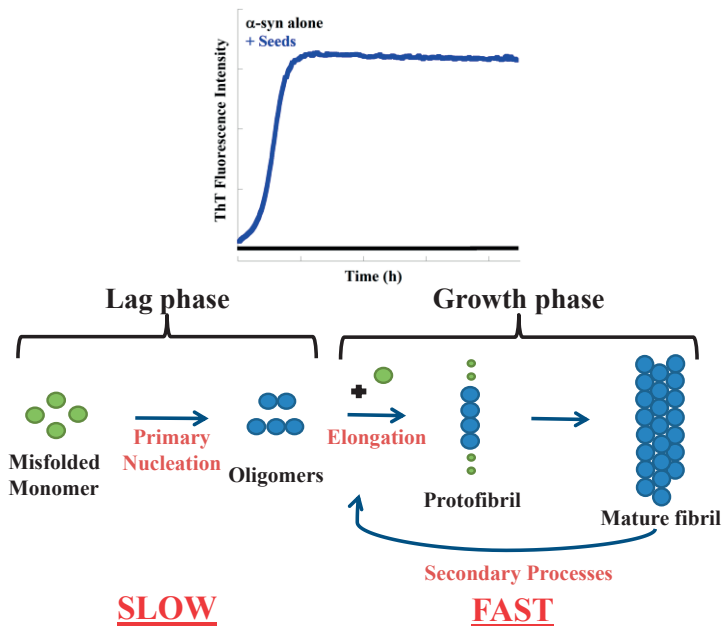 α-syn alone
+ Seeds
ThT Fluorescence Intensity
Time (h)
Lag phase
Growth phase
Primary
Nucleation
Elongation
Misfolded
Monomer
Oligomers
Protofibril
Mature fibril
Secondary Processes
SLOW
FAST